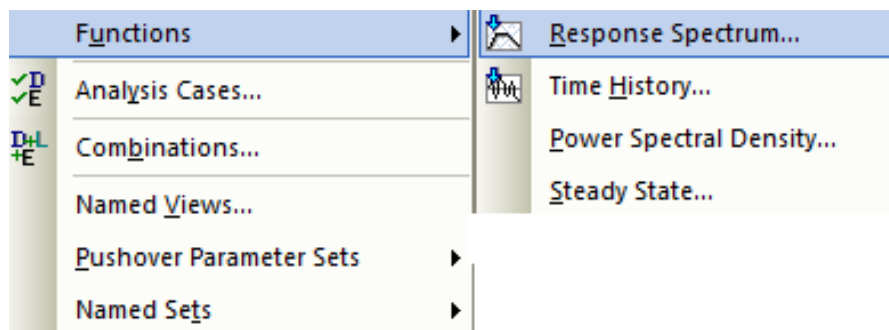 Functions
Response Spectrum...
Analysis Cases...
Time History...
Combinations...
Power Spectral Density...
Named Views...
Steady State...
Pushover Parameter Sets
Named Sets
D
E
D+L
+E